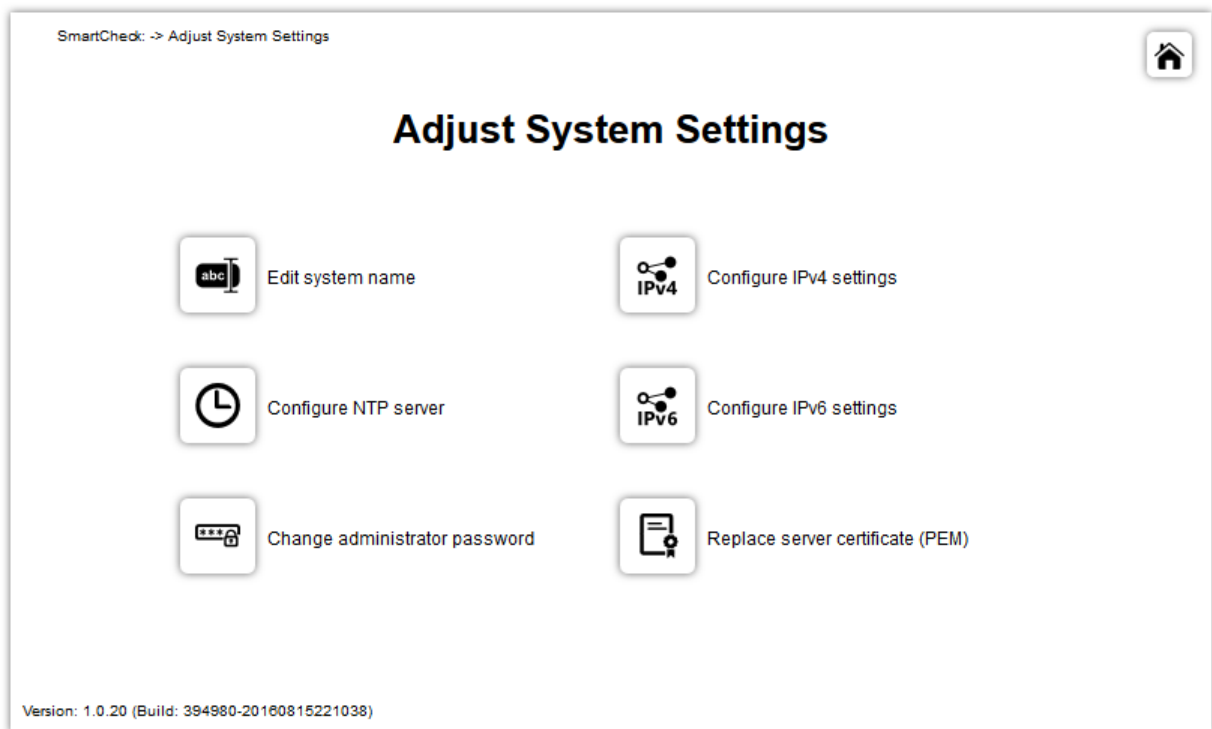 SmartCheck: -> Adjust System Settings
Adjust System Settings
abc
Edit system name
IPv4
Configure IPv4 settings
Configure NTP server
IPv6
Configure IPv6 settings
***
Change administrator password
Replace server certificate (PEM)
Version: 1.0.20 (Build: 394980-20160815221038)